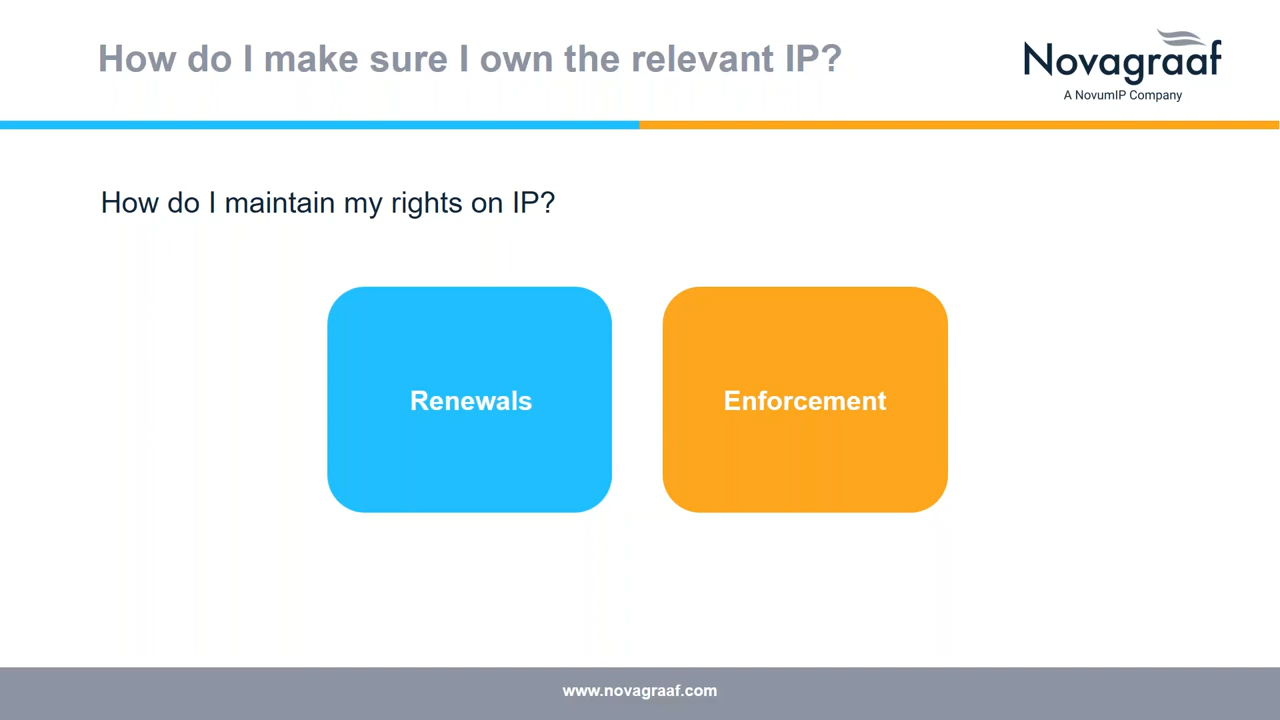 How do I make sure I own the relevant IP?
Novagraaf
A NovumIP Company
How do I maintain my rights on IP?
Renewals
Enforcement
www.novagraaf.com